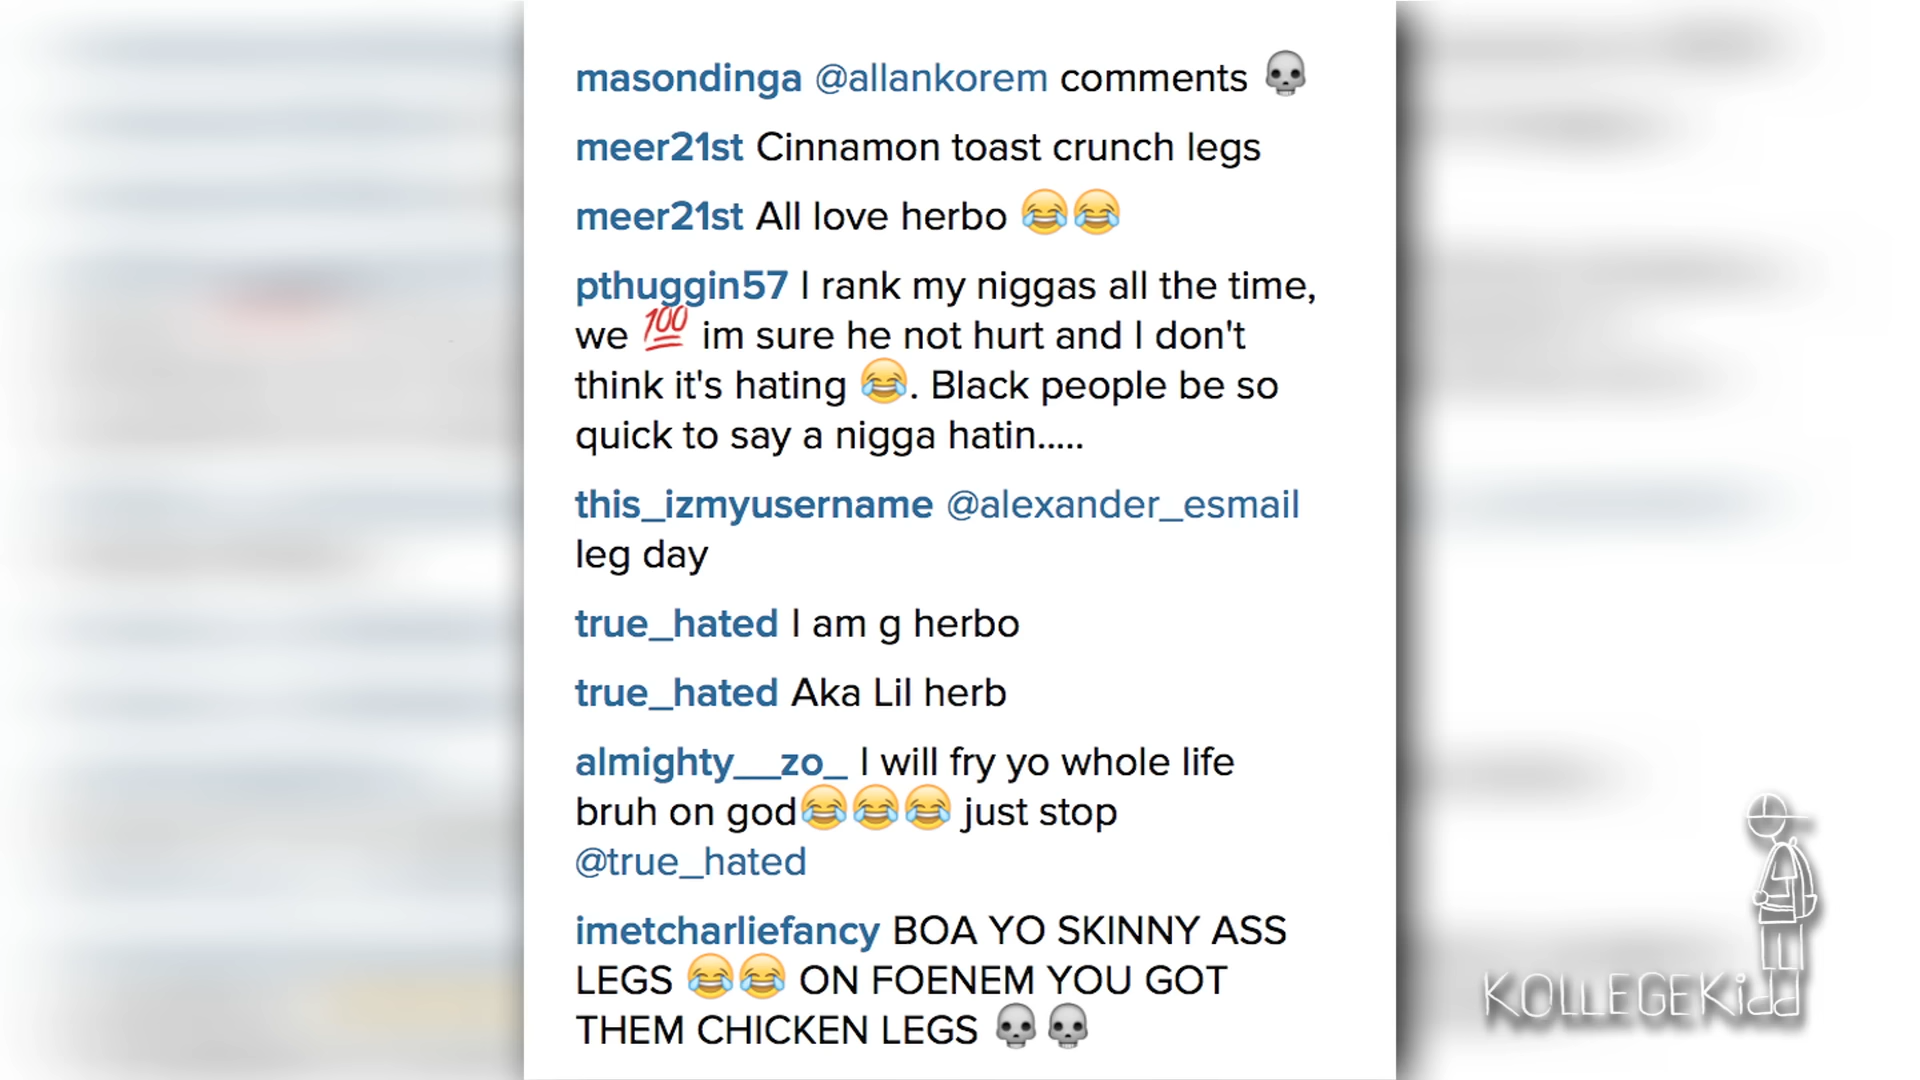 masondinga @allankorem comments 💀
meer21st Cinnamon toast crunch legs
meer21st All love herbo 😂😂
pthuggin57 I rank my niggas all the time,
we 💯 im sure he not hurt and I don't
think it's hating 😂. Black people be so
quick to say a nigga hatin.....
this_izmyusername @alexander_esmail
leg day
true_hated I am g herbo
true_hated Aka Lil herb
almighty__zo_ I will fry yo whole life
bruh on god😂😂😂 just stop
@true_hated
imetcharliefancy BOA YO SKINNY ASS
LEGS 😂😂 ON FOENEM YOU GOT
THEM CHICKEN LEGS 💀💀
KOLLEGEKidd